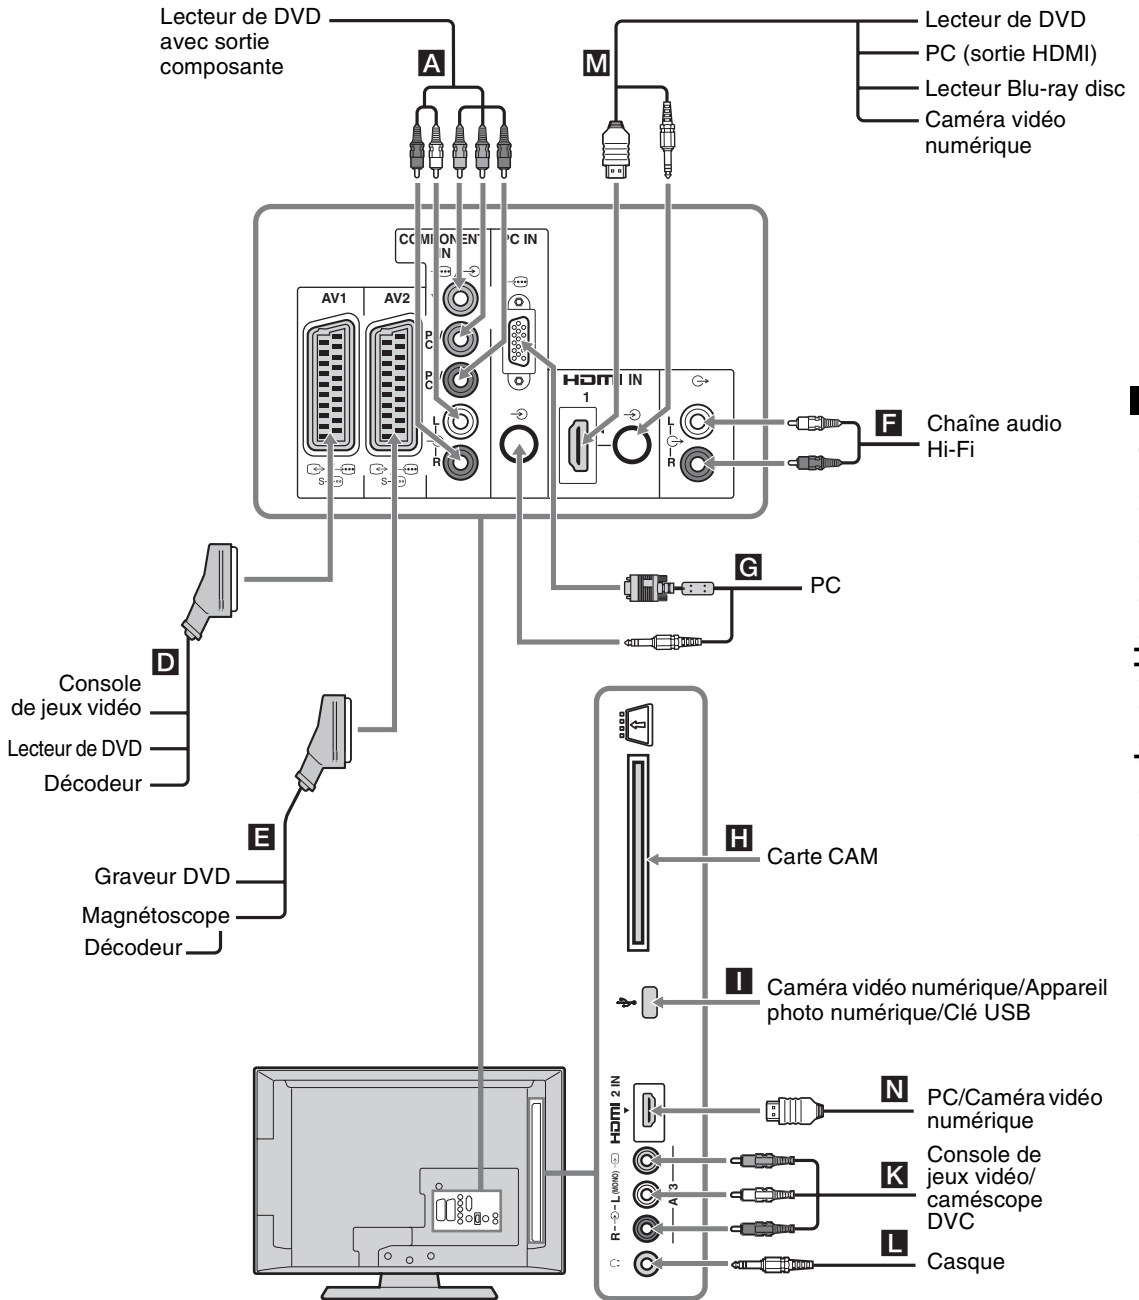 Lecteur de DVD
avec sortie
composante
A
M
Lecteur de DVD
PC (sortie HDMI)
Lecteur Blu-ray disc
Caméra vidéo
numérique
COMPONENT
IN
PC IN
AV1
AV2
HDMI IN
1
L
R
L
R
S
S
F
Chaîne audio
Hi-Fi
G
PC
D
Console
de jeux vidéo
Lecteur de DVD
Décodeur
E
Graveur DVD
Magnétoscope
Décodeur
H
Carte CAM
I
Caméra vidéo numérique/Appareil
photo numérique/Clé USB
HDMI 2 IN
N
PC/Caméra vidéo
numérique
L (MONO)
R
K
Console de
jeux vidéo/
caméscope
DVC
L
Casque